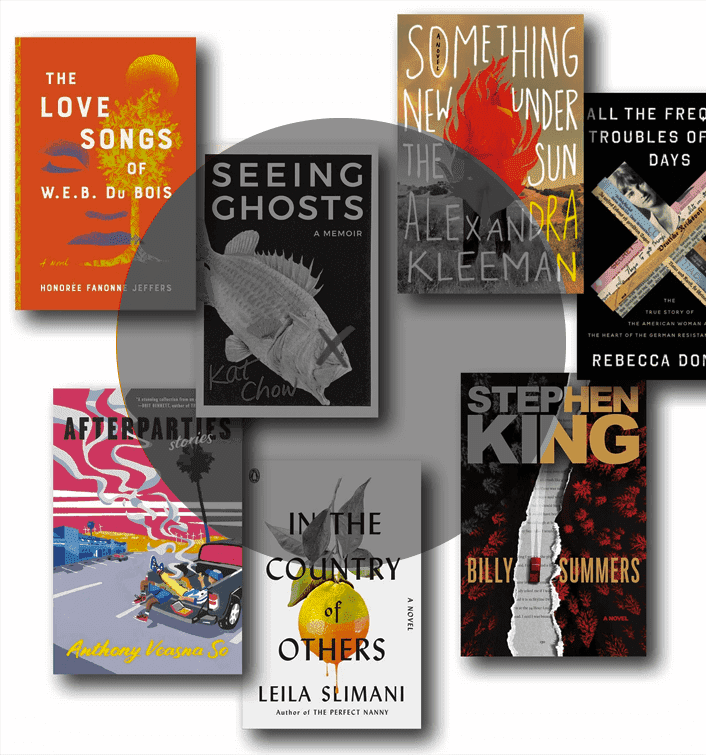 THE
LOVE
SONGS
OF
W.E.B. Du BOIS
A novel
HONORÉE FANONNE JEFFERS
SEEING
GHOSTS
A MEMOIR
Kat
Chow
SOMETHING
A NOVEL
NEW UNDER
THE SUN
ALEXANDRA
KLEEMAN
ALL THE FREQ
TROUBLES OF
DAYS
THE
TRUE STORY OF
THE AMERICAN WOMAN A
THE HEART OF THE GERMAN RESISTAN
REBECCA DON
AFTERPARTIES
stories
Anthony Veasna So
IN THE
COUNTRY
of
OTHERS
A NOVEL
LEILA SLIMANI
Author of THE PERFECT NANNY
STEPHEN
KING
BILLY SUMMERS
A NOVEL